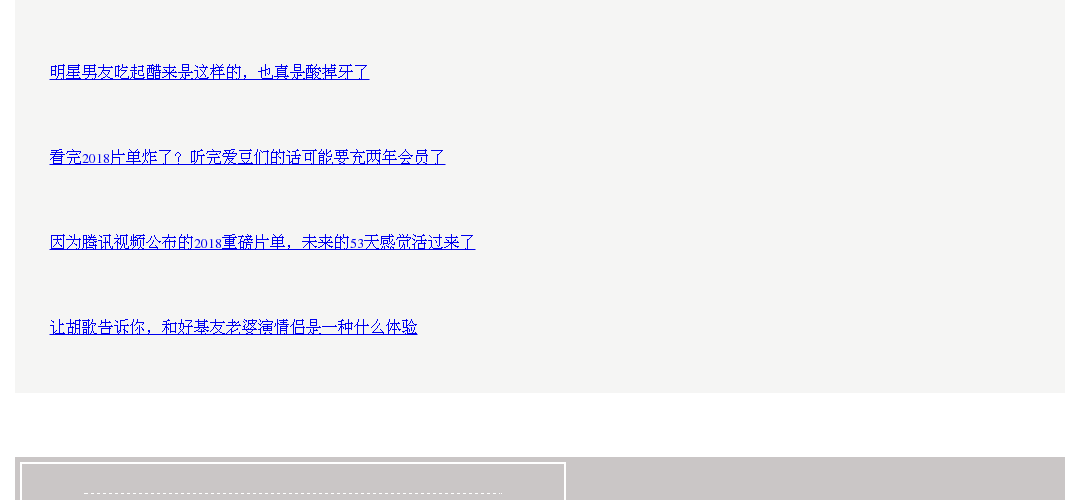 明星男友吃起醋来是这样的，也真是酸掉牙了
看完2018片单炸了？听完爱豆们的话可能要充两年会员了
因为腾讯视频公布的2018重磅片单，未来的53天感觉活过来了
让胡歌告诉你，和好基友老婆演情侣是一种什么体验